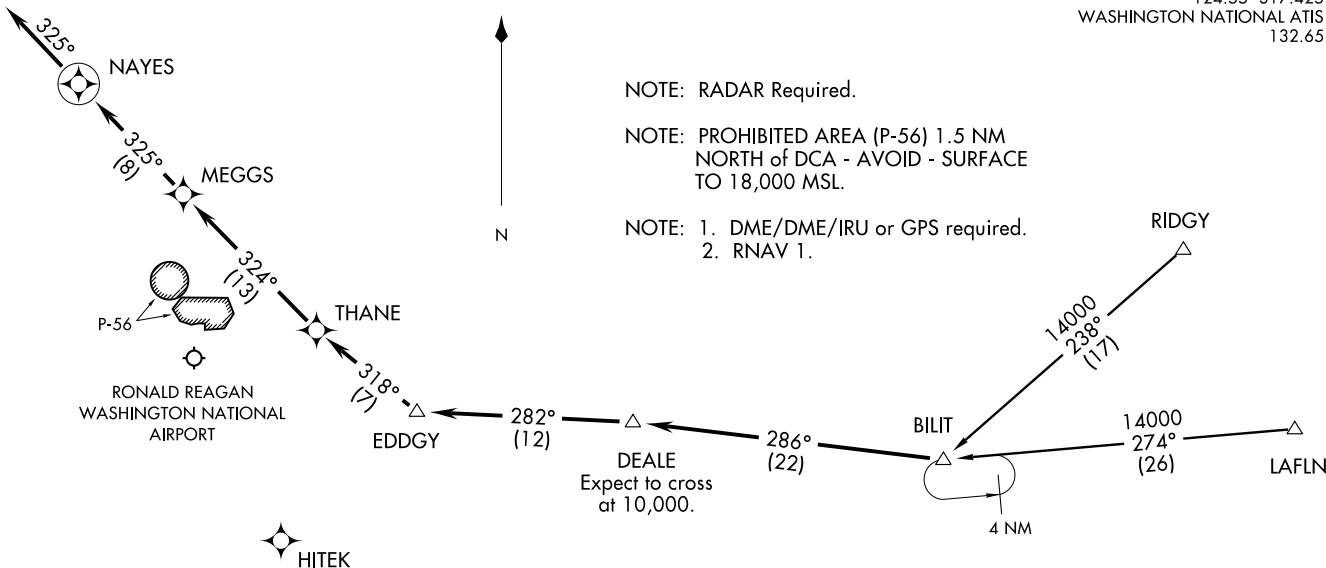 WASHINGTON NATIONAL ATIS
132.65
325°
NAYES
NOTE: RADAR Required.
325°
(8)
NOTE: PROHIBITED AREA (P-56) 1.5 NM
NORTH of DCA - AVOID - SURFACE
TO 18,000 MSL.
MEGGS
N
NOTE: 1. DME/DME/IRU or GPS required.
2. RNAV 1.
RIDGY
324°
(13)
P-56
THANE
14000
238°
(17)
RONALD REAGAN
WASHINGTON NATIONAL
AIRPORT
318°
(7)
EDDGY
282°
(12)
DEALE
Expect to cross
at 10,000.
286°
(22)
BILIT
14000
274°
(26)
LAFLN
4 NM
HITEK